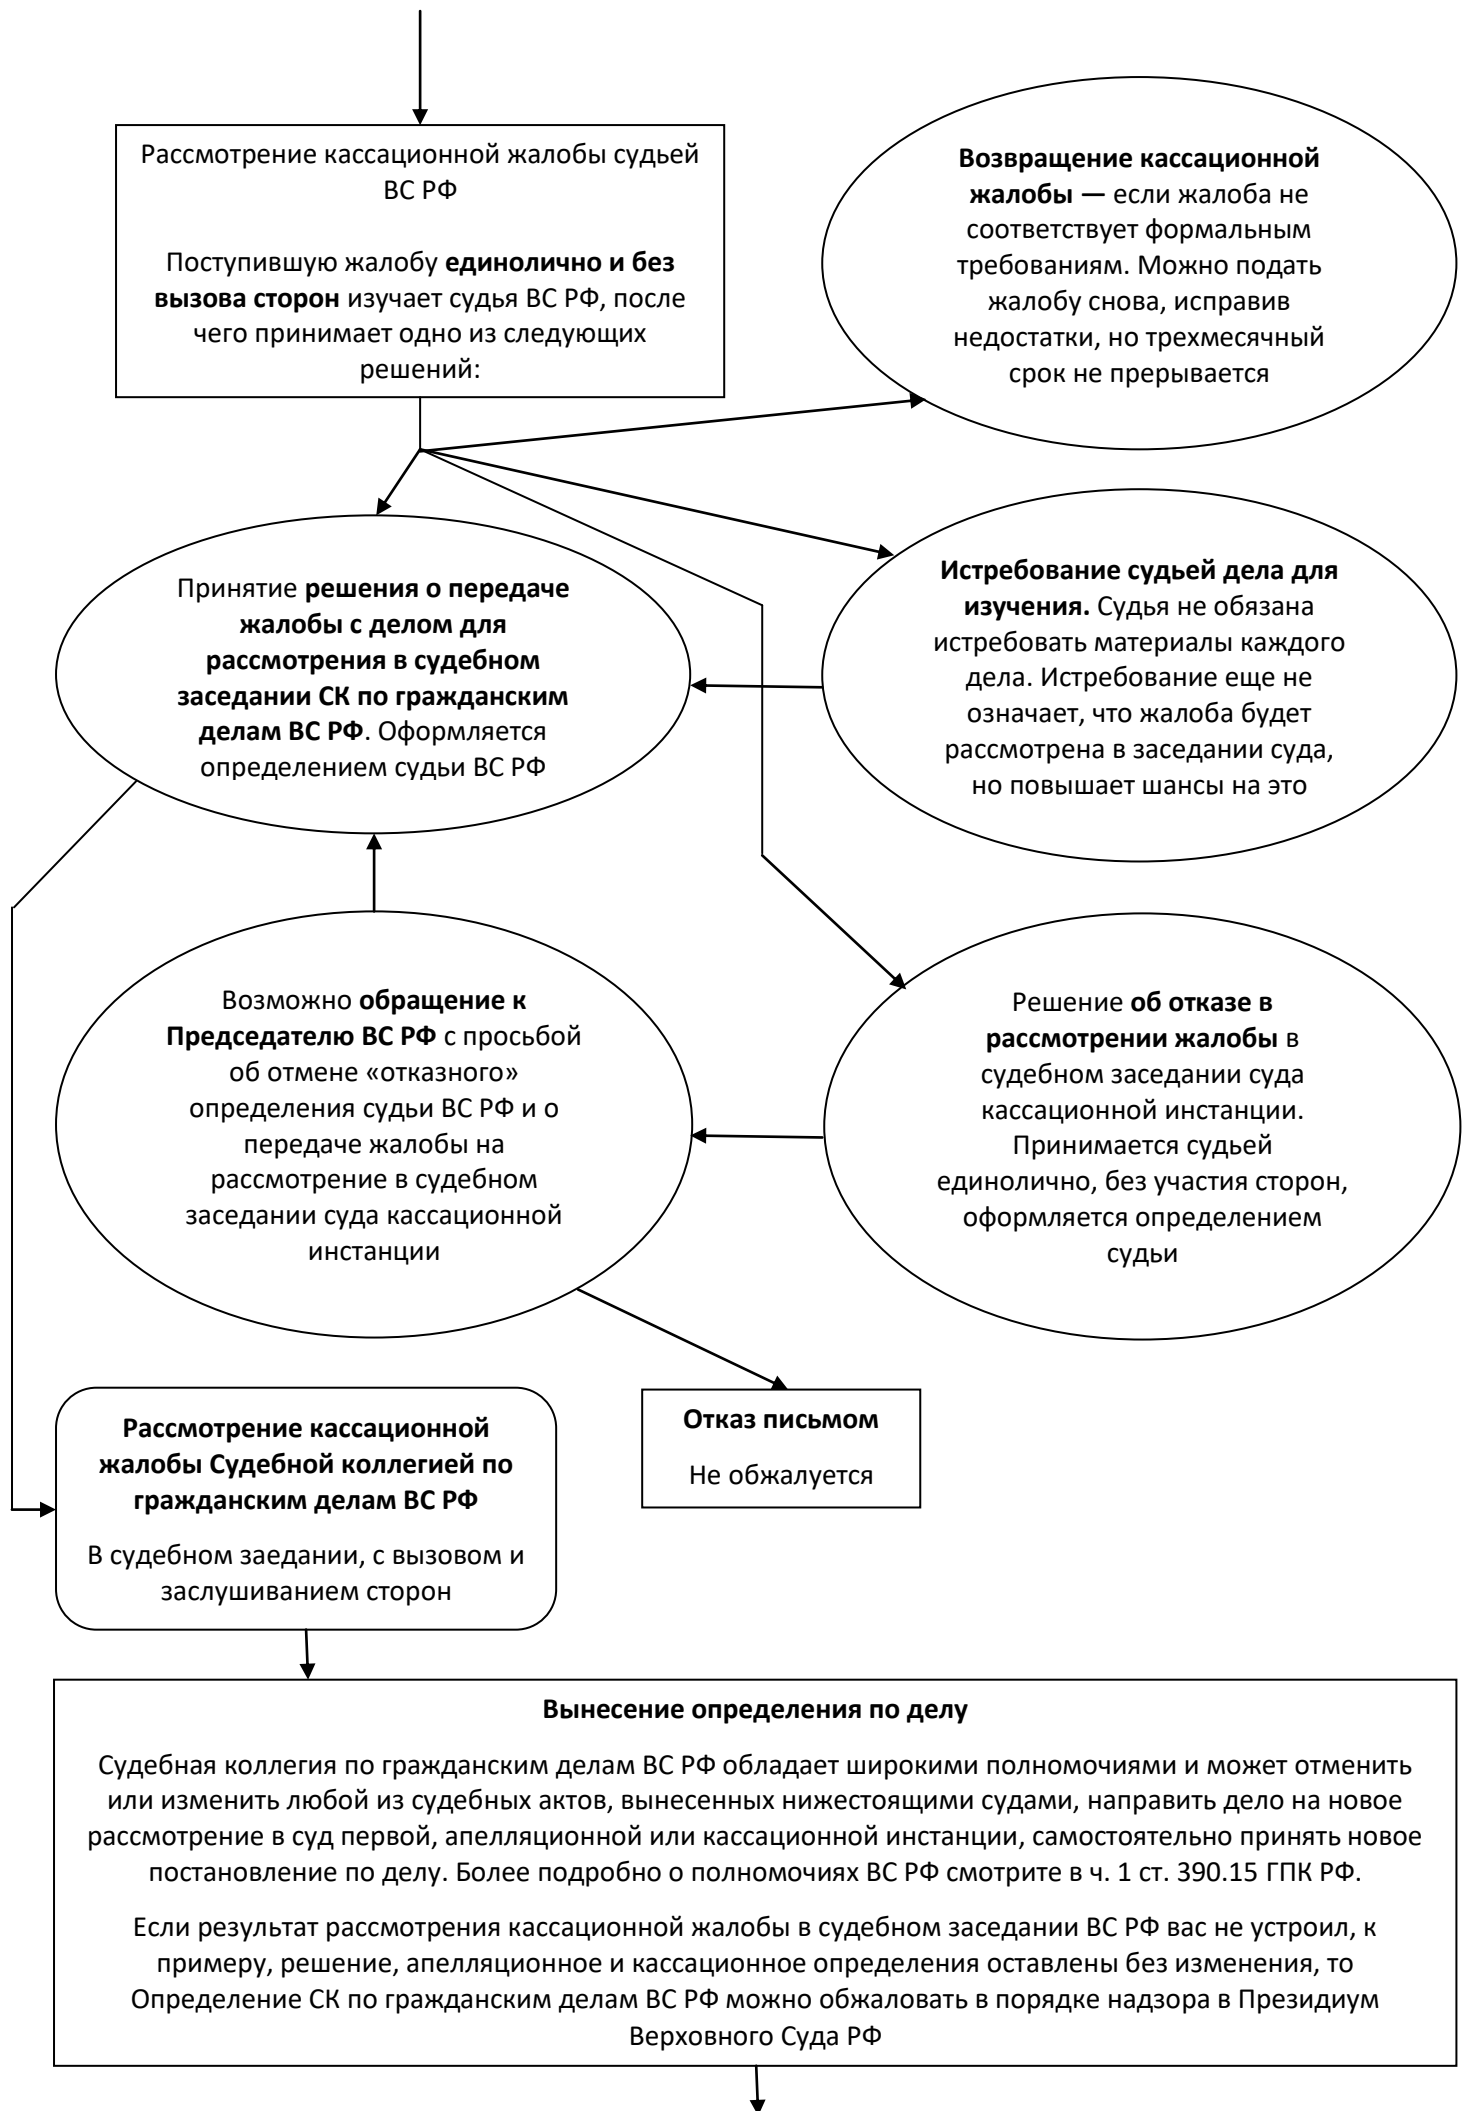 Рассмотрение кассационной жалобы судьей
ВС РФ
Поступившую жалобу единолично и без
вызова сторон изучает судья ВС РФ, после
чего принимает одно из следующих
решений:
Возвращение кассационной
жалобы — если жалоба не
соответствует формальным
требованиям. Можно подать
жалобу снова, исправив
недостатки, но трехмесячный
срок не прерывается
Принятие решения о передаче
жалобы с делом для
рассмотрения в судебном
заседании СК по гражданским
делам ВС РФ. Оформляется
определением судьи ВС РФ
Истребование судьей дела для
изучения. Судья не обязана
истребовать материалы каждого
дела. Истребование еще не
означает, что жалоба будет
рассмотрена в заседании суда,
но повышает шансы на это
Возможно обращение к
Председателю ВС РФ с просьбой
об отмене «отказного»
определения судьи ВС РФ и о
передаче жалобы на
рассмотрение в судебном
заседании суда кассационной
инстанции
Решение об отказе в
рассмотрении жалобы в
судебном заседании суда
кассационной инстанции.
Принимается судьей
единолично, без участия сторон,
оформляется определением
судьи
Отказ письмом
Не обжалуется
Рассмотрение кассационной
жалобы Судебной коллегией по
гражданским делам ВС РФ
В судебном заедании, с вызовом и
заслушиванием сторон
Вынесение определения по делу
Судебная коллегия по гражданским делам ВС РФ обладает широкими полномочиями и может отменить
или изменить любой из судебных актов, вынесенных нижестоящими судами, направить дело на новое
рассмотрение в суд первой, апелляционной или кассационной инстанции, самостоятельно принять новое
постановление по делу. Более подробно о полномочиях ВС РФ смотрите в ч. 1 ст. 390.15 ГПК РФ.
Если результат рассмотрения кассационной жалобы в судебном заседании ВС РФ вас не устроил, к
примеру, решение, апелляционное и кассационное определения оставлены без изменения, то
Определение СК по гражданским делам ВС РФ можно обжаловать в порядке надзора в Президиум
Верховного Суда РФ